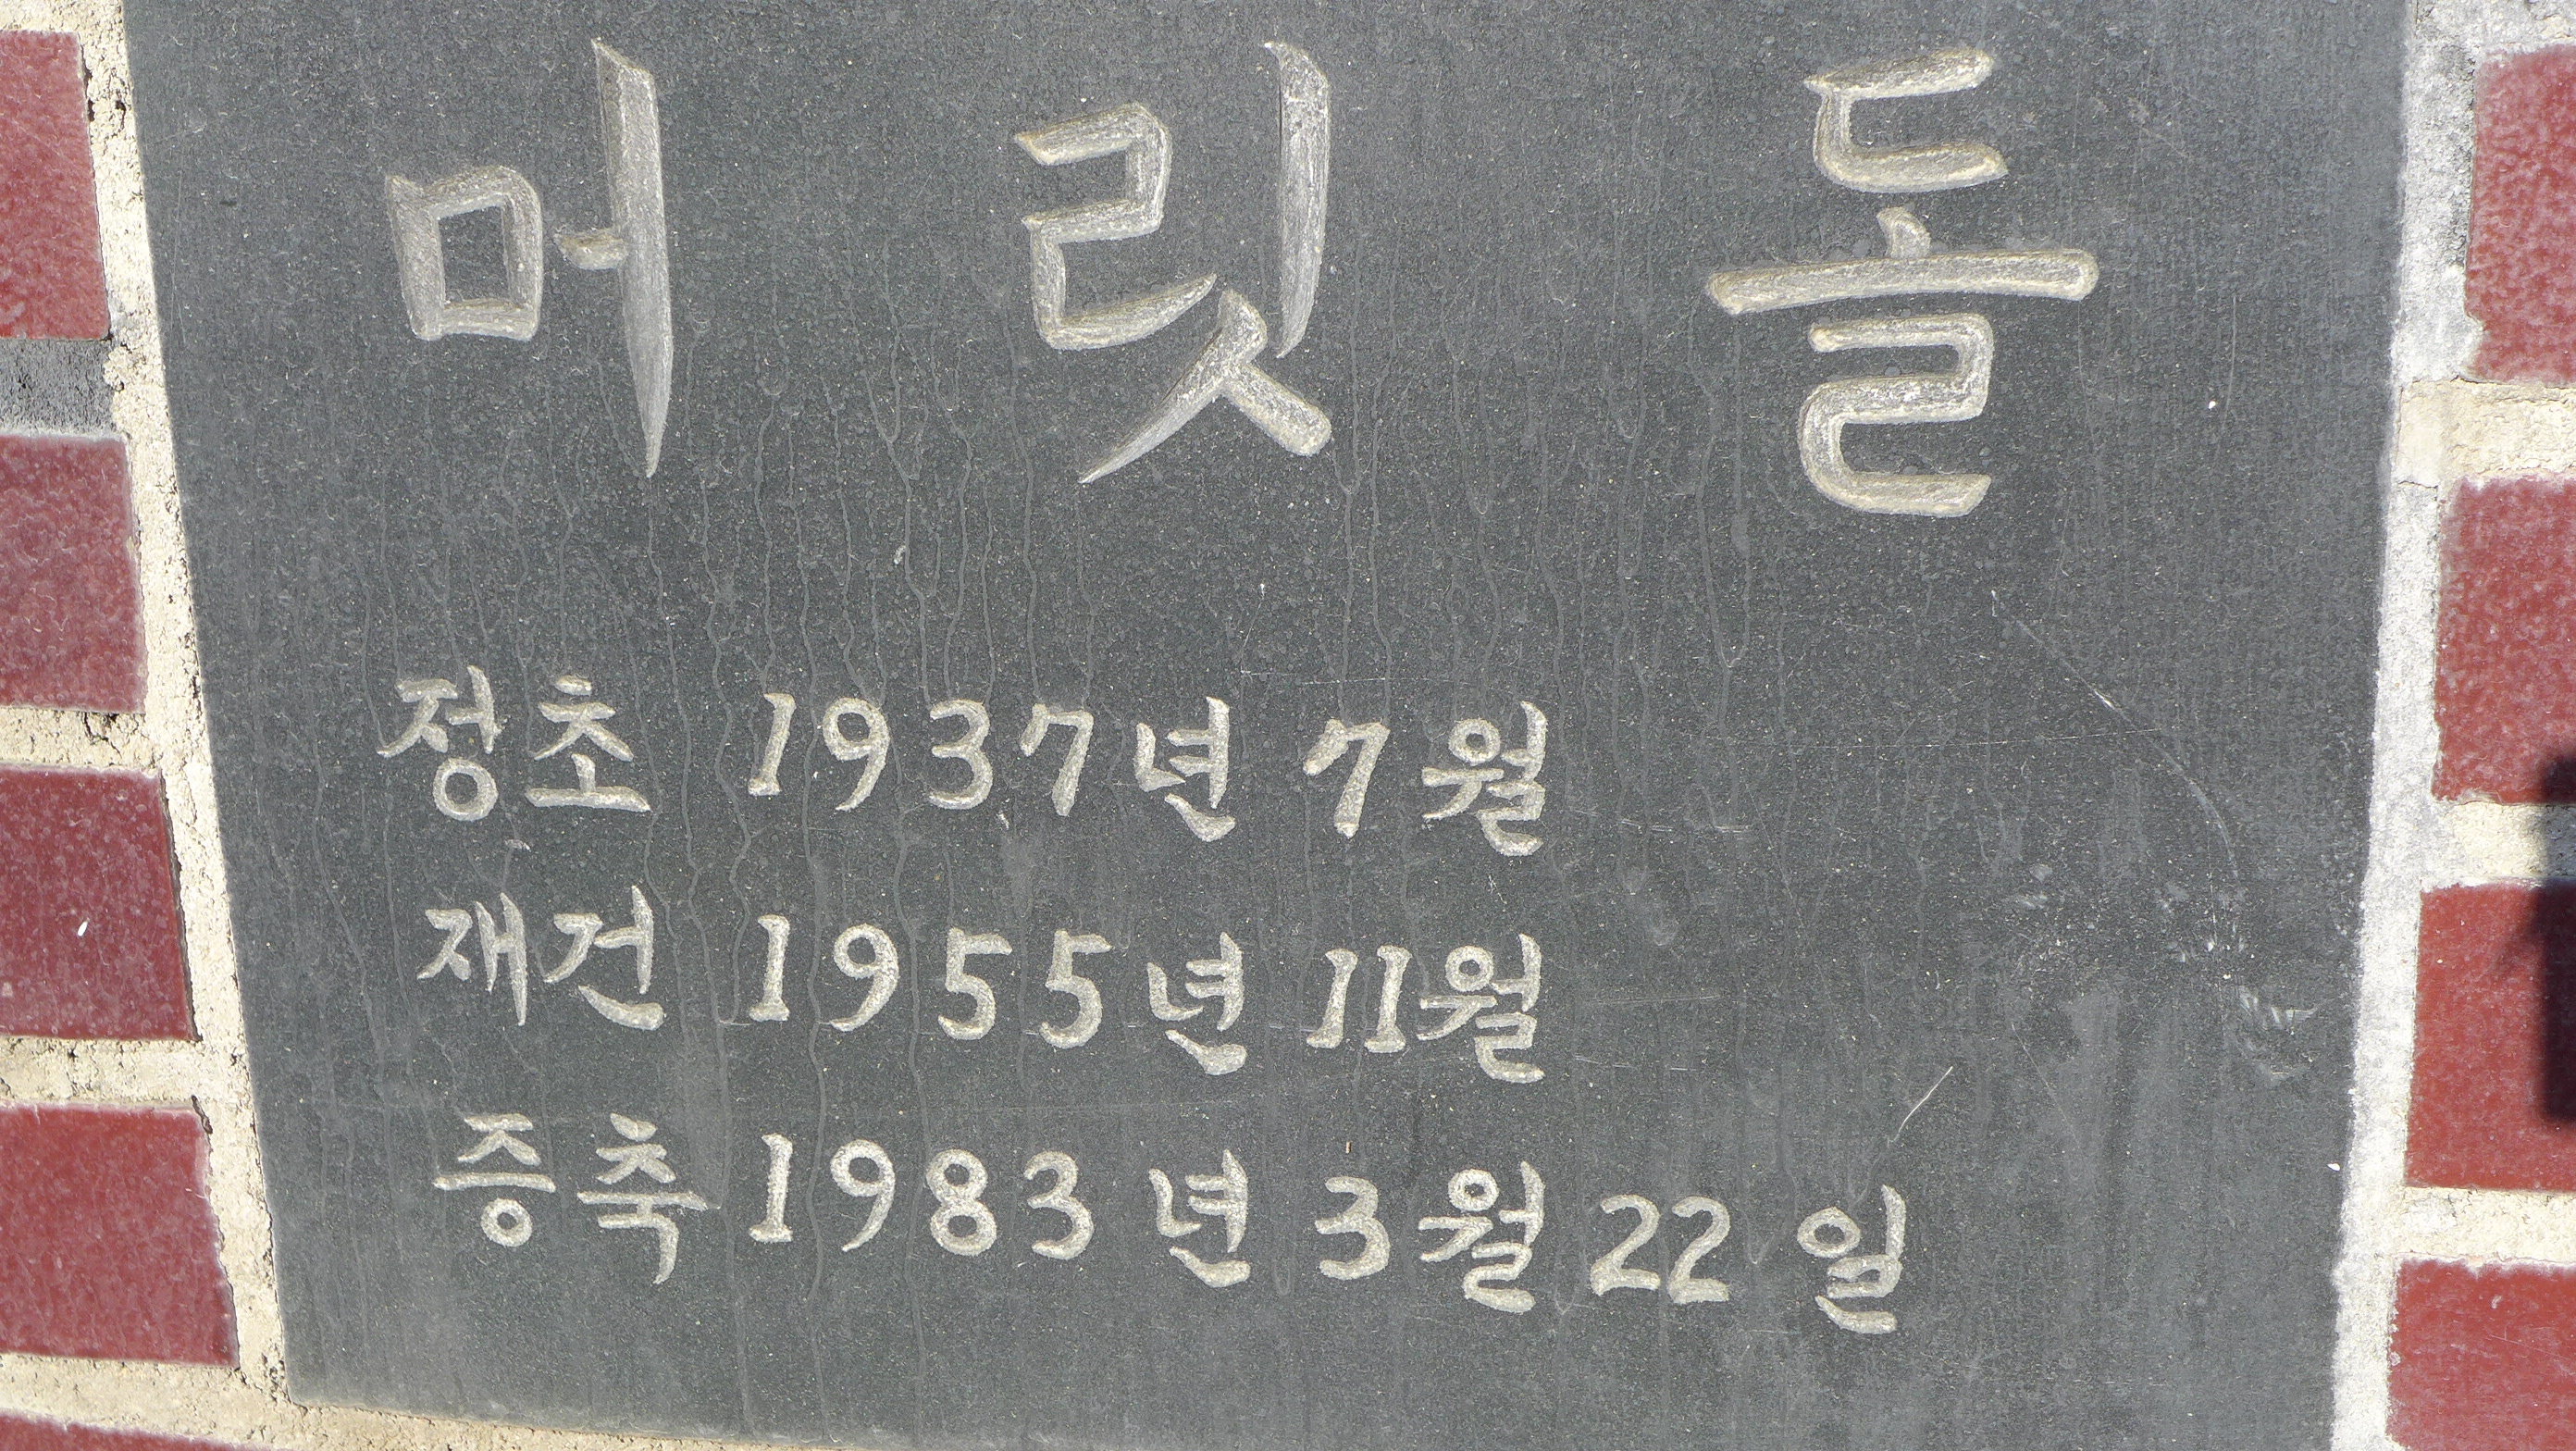 머릿돌
정초 1937년 7월
재건 1955년 11월
증축 1983년 3월 22일